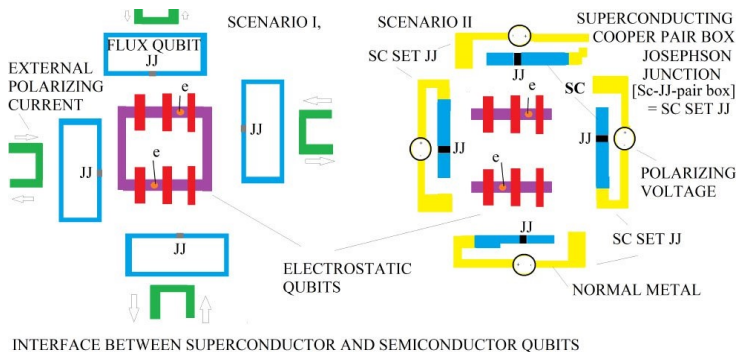 SCENARIO I,
FLUX QUBIT
JJ
EXTERNAL
POLARIZING
CURRENT
e
JJ
JJ
e
JJ
ELECTROSTATIC
QUBITS
SCENARIO II
SC SET JJ
SUPERCONDUCTING
COOPER PAIR BOX
JOSEPHSON
JUNCTION
[Sc-JJ-pair box]
= SC SET JJ
JJ
SC
e
JJ
JJ
e
POLARIZING
VOLTAGE
JJ
SC SET JJ
NORMAL METAL
INTERFACE BETWEEN SUPERCONDUCTOR AND SEMICONDUCTOR QUBITS